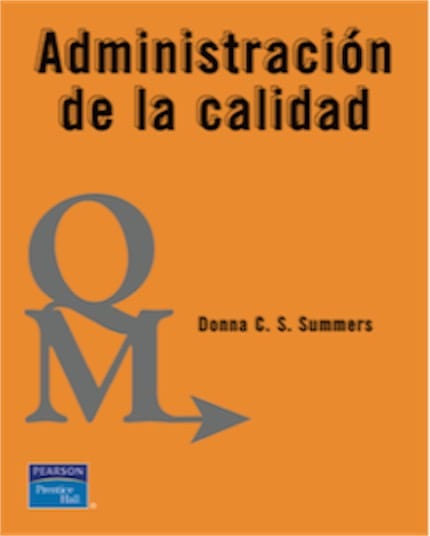 Administración
de la calidad
Q
M
Donna C. S. Summers
PEARSON
Prentice
Hall
®